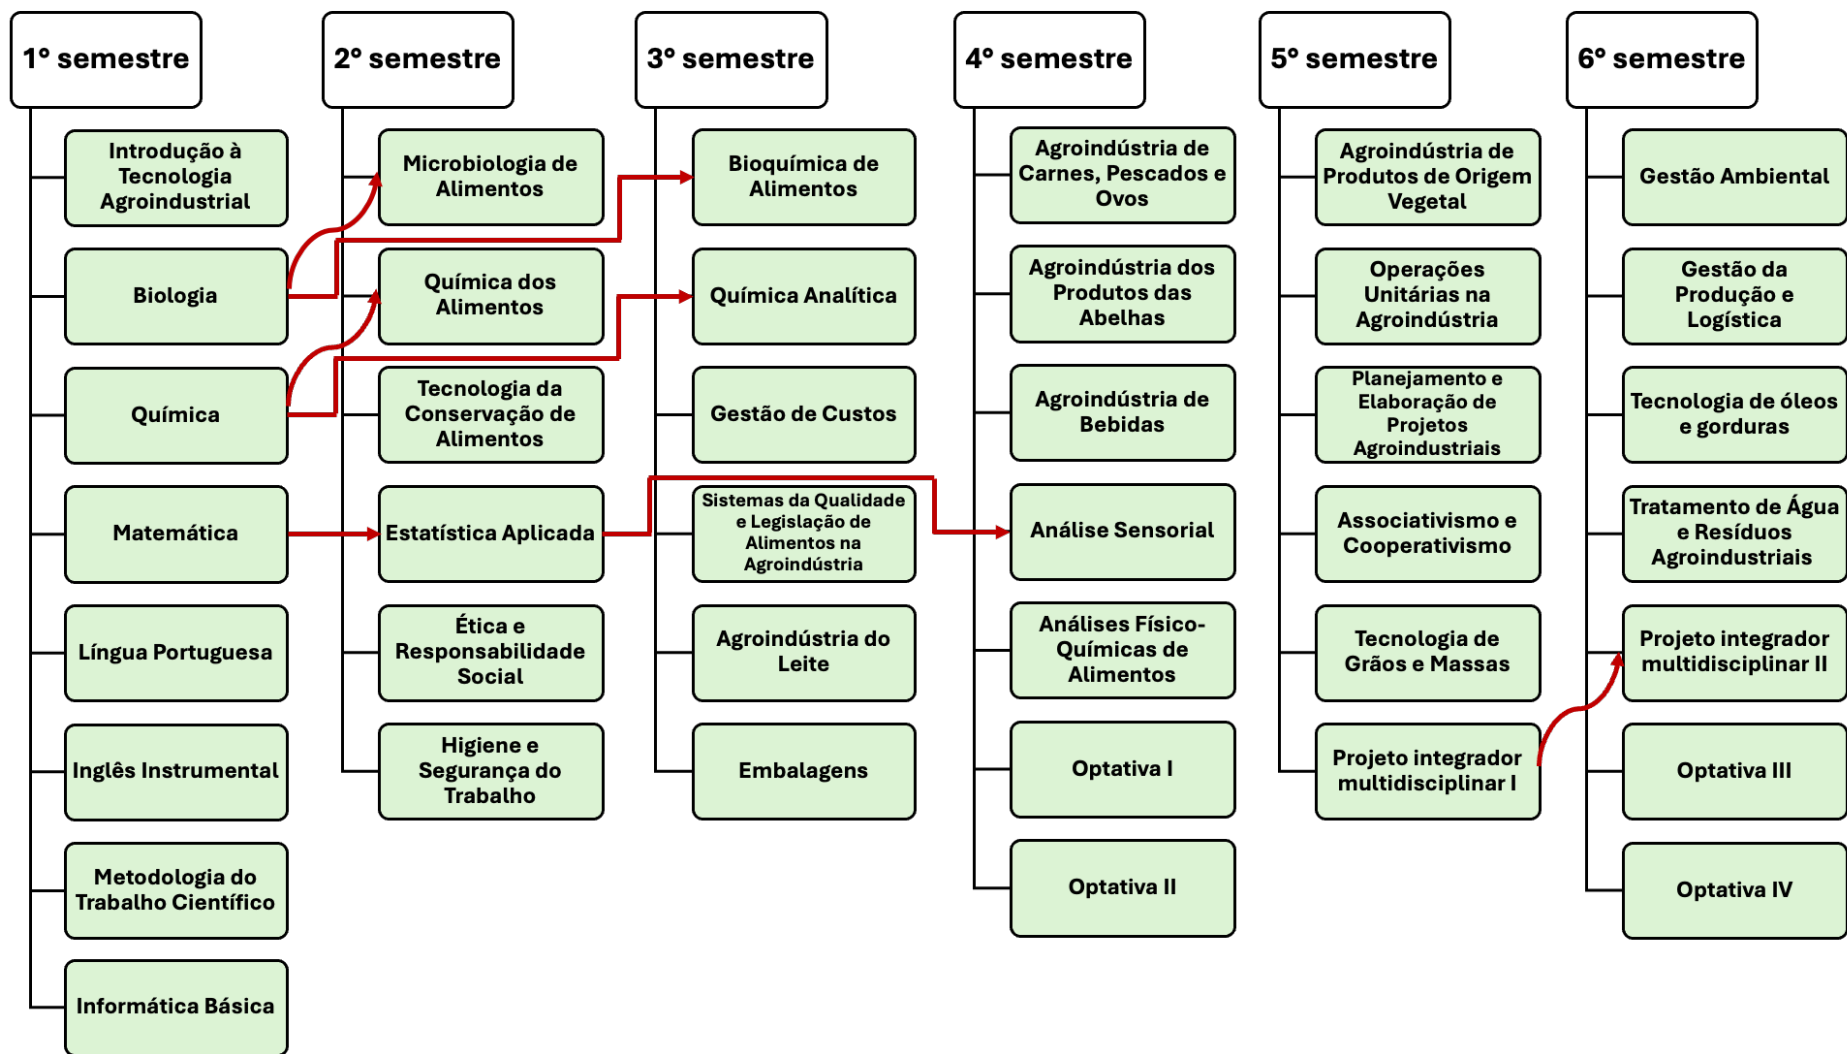 1º semestre
Introdução à
Tecnologia
Agroindustrial
Biologia
Química
Matemática
Língua Portuguesa
Inglês Instrumental
Metodologia do
Trabalho Científico
Informática Básica
2º semestre
Microbiologia de
Alimentos
Química dos
Alimentos
Tecnologia da
Conservação de
Alimentos
Estatística Aplicada
Ética e
Responsabilidade
Social
Higiene e
Segurança do
Trabalho
3º semestre
Bioquímica de
Alimentos
Química Analítica
Gestão de Custos
Sistemas da Qualidade
e Legislação de
Alimentos na
Agroindústria
Agroindústria do
Leite
Embalagens
4º semestre
Agroindústria de
Carnes, Pescados e
Ovos
Agroindústria dos
Produtos das
Abelhas
Agroindústria de
Bebidas
Análise Sensorial
Análises Físico-
Químicas de
Alimentos
Optativa I
Optativa II
5º semestre
Agroindústria de
Produtos de Origem
Vegetal
Operações
Unitárias na
Agroindústria
Planejamento e
Elaboração de
Projetos
Agroindustriais
Associativismo e
Cooperativismo
Tecnologia de
Grãos e Massas
Projeto integrador
multidisciplinar I
6º semestre
Gestão Ambiental
Gestão da
Produção e
Logística
Tecnologia de óleos
e gorduras
Tratamento de Água
e Resíduos
Agroindustriais
Projeto integrador
multidisciplinar II
Optativa III
Optativa IV